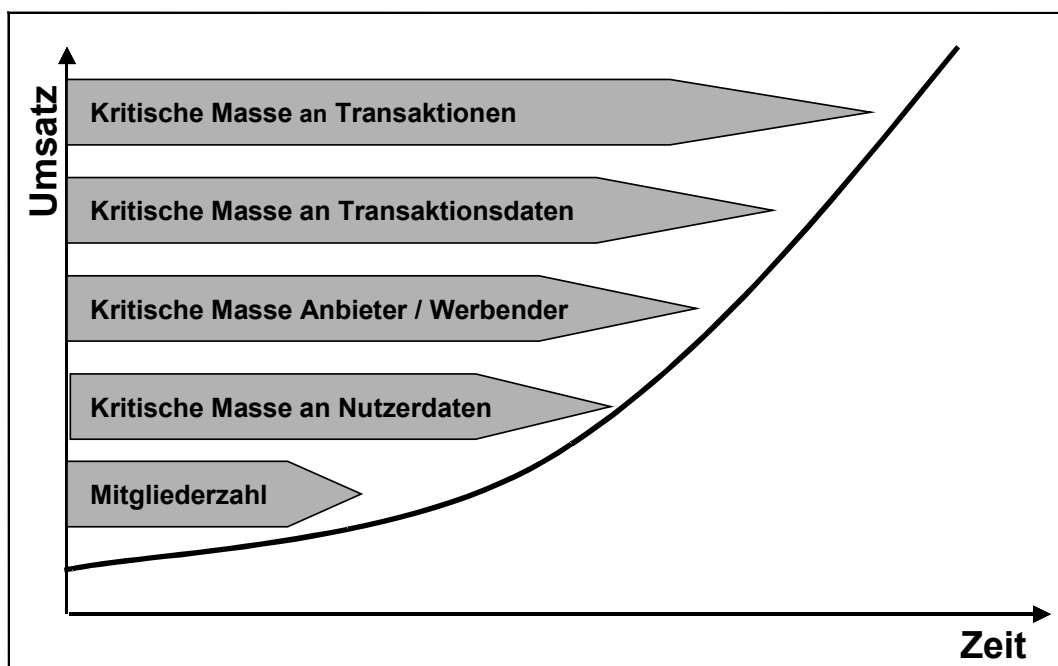 Umsatz
Kritische Masse an Transaktionen
Kritische Masse an Transaktionsdaten
Kritische Masse Anbieter / Werbender
Kritische Masse an Nutzerdaten
Mitgliederzahl
Zeit